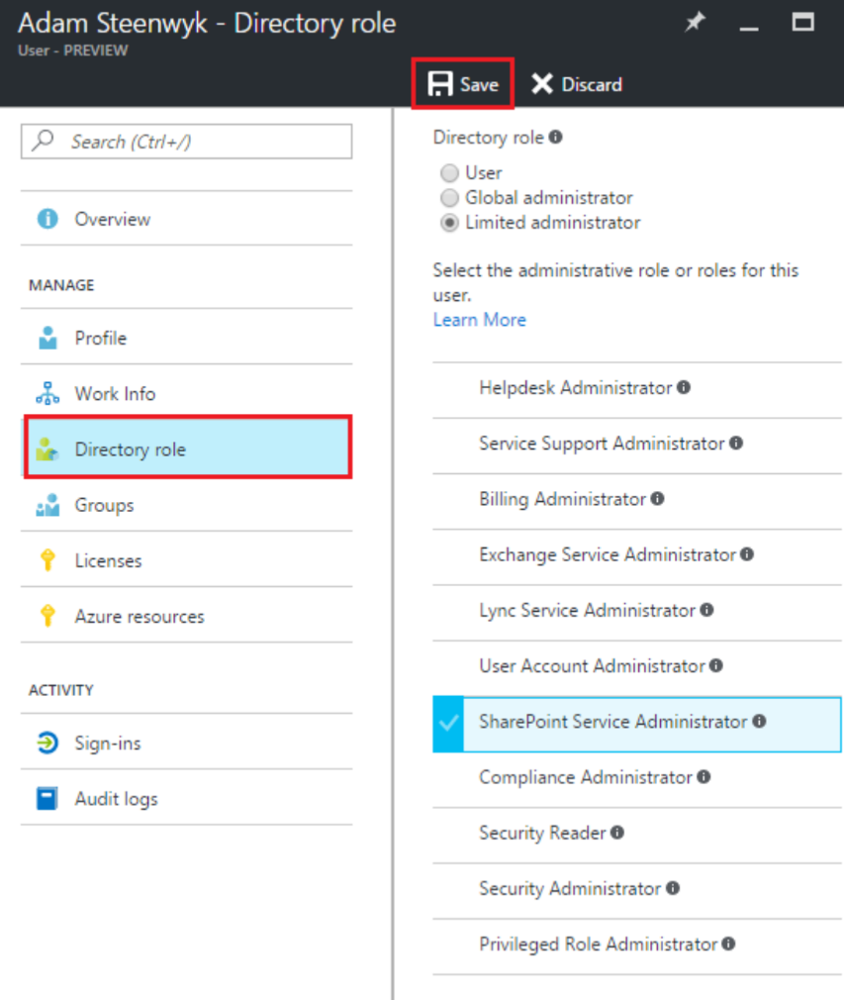 Adam Steenwyk - Directory role
User - PREVIEW
Save
Discard
Search (Ctrl+/)
Overview
MANAGE
Profile
Work Info
Directory role
Groups
Licenses
Azure resources
ACTIVITY
Sign-ins
Audit logs
Directory role
User
Global administrator
Limited administrator
Select the administrative role or roles for this
user.
Learn More
Helpdesk Administrator
Service Support Administrator
Billing Administrator
Exchange Service Administrator
Lync Service Administrator
User Account Administrator
SharePoint Service Administrator
Compliance Administrator
Security Reader
Security Administrator
Privileged Role Administrator